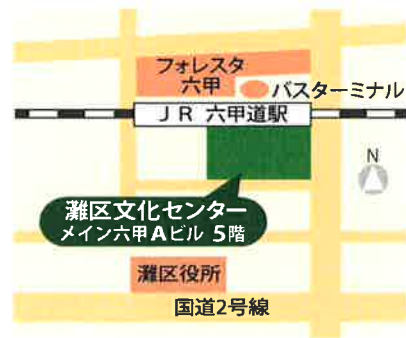 フォレスタ
六甲
バスターミナル
JR 六甲道駅
N
灘区文化センター
メイン六甲Aビル 5階
灘区役所
国道2号線